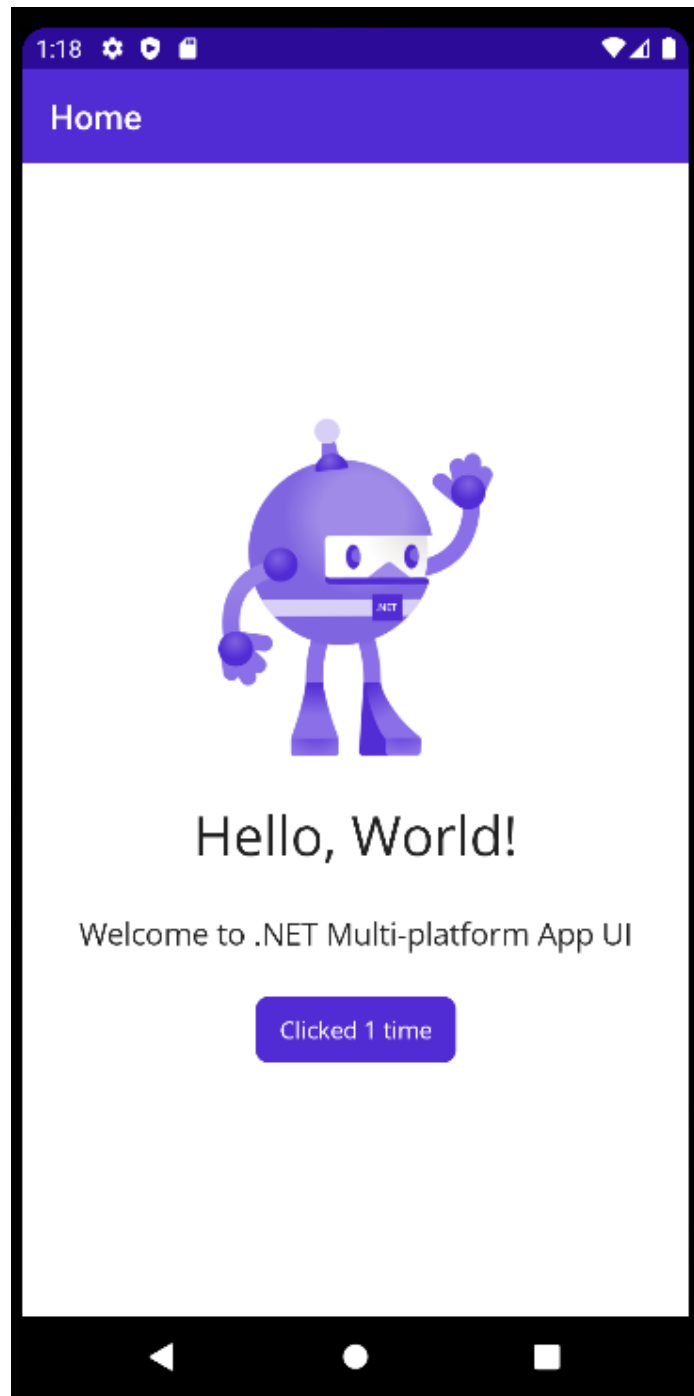 1:18
Home
.NET
Hello, World!
Welcome to .NET Multi-platform App UI
Clicked 1 time